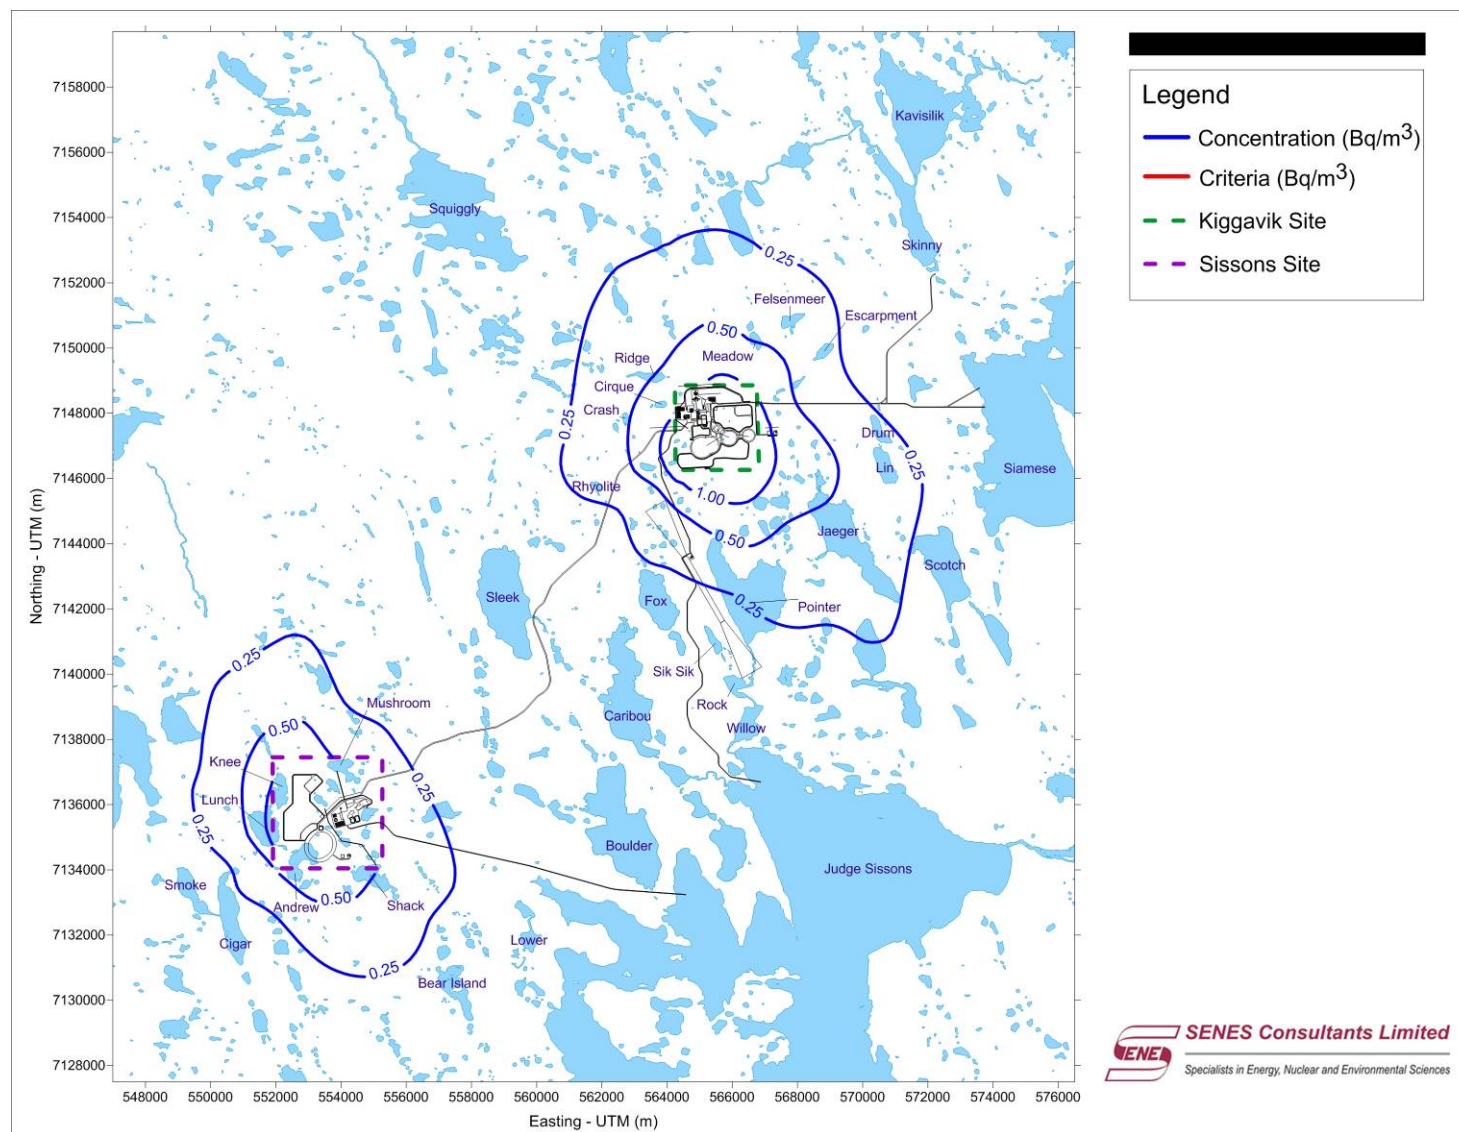 Legend
Concentration (Bq/m3)
Criteria (Bq/m3)
Kiggavik Site
Sissons Site
Northing - UTM (m)
7158000
7156000
7154000
7152000
7150000
7148000
7146000
7144000
7142000
7140000
7138000
7136000
7134000
7132000
7130000
7128000
Kavisilik
Squiggly
Skinny
0.25
Felsenmeer
Escarpment
0.50
Meadow
Ridge
Cirque
Crash
0.25
Drum
Lin
0.25
Siamese
Rhyolite
1.00
0.50
Jaeger
Scotch
Sleek
Fox
0.25
Pointer
Sik Sik
Rock
Caribou
Willow
0.25
Mushroom
0.50
Knee
Lunch
0.25
0.25
Boulder
Judge Sissons
Smoke
Andrew
0.50
Shack
Cigar
Lower
0.25
Bear Island
548000 550000 552000 554000 556000 558000 560000 562000 564000 566000 568000 570000 572000 574000 576000
Easting - UTM (m)
SENES
SENES Consultants Limited
Specialists in Energy, Nuclear and Environmental Sciences